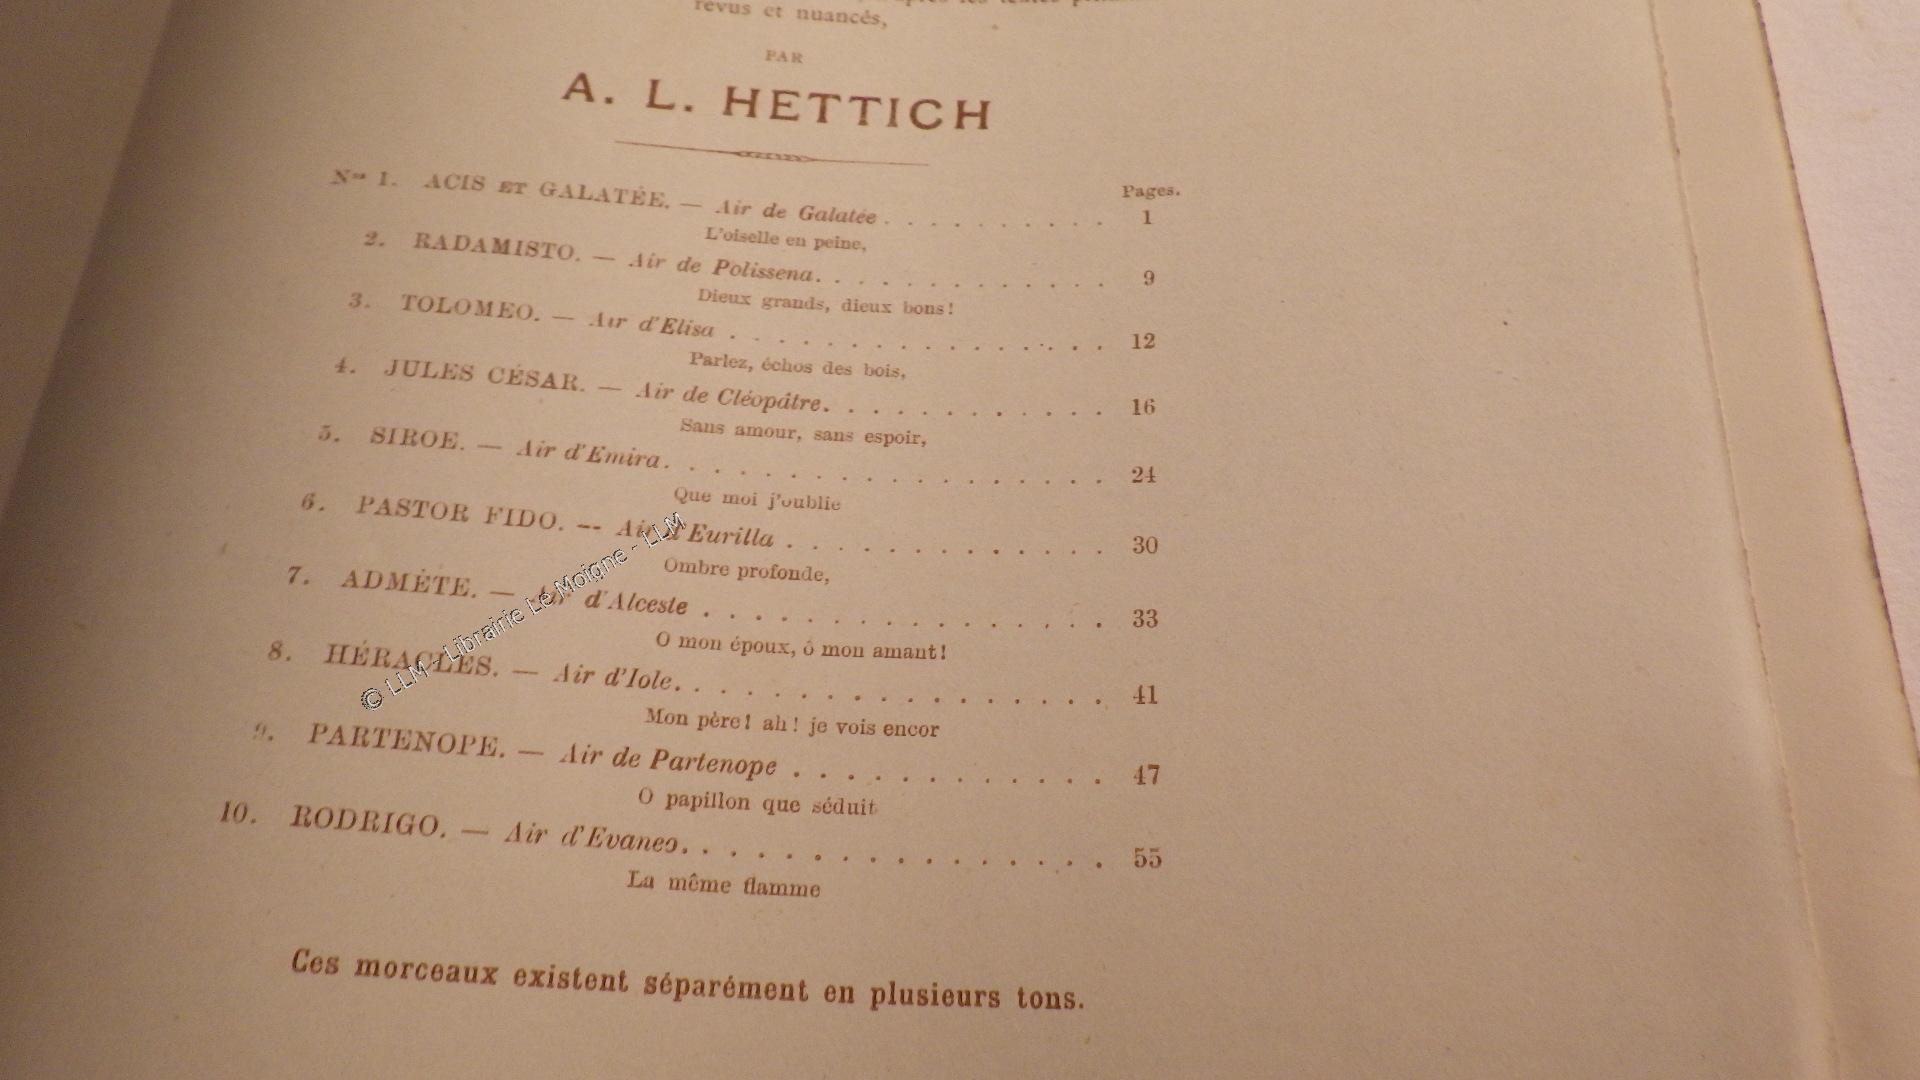 revus et nuancés,
PAR
A. L. HETTICH
Pages.
Nos 1. ACIS ET GALATÉE. — Air de Galatée . . . . . . . . . . 1
L'oiselle en peine,
2. RADAMISTO. — Air de Polissena. . . . . . . . . . . . 9
Dieux grands, dieux bons!
3. TOLOMEO. — Air d'Elisa . . . . . . . . . . . . . . . 12
Parlez, échos des bois,
4. JULES CÉSAR. — Air de Cléopâtre. . . . . . . . . . . . 16
Sans amour, sans espoir,
5. SIROE. — Air d'Emira. . . . . . . . . . . . . . . . . . 24
Que moi j'oublie
6. PASTOR FIDO. -- Air d'Eurilla . . . . . . . . . . . . . 30
Ombre profonde,
7. ADMÈTE. — Air d'Alceste . . . . . . . . . . . . . . . . 33
O mon époux, ô mon amant!
8. HÉRACLÈS. — Air d'Iole. . . . . . . . . . . . . . . . . 41
Mon père! ah! je vois encor
9. PARTENOPE. — Air de Partenope . . . . . . . . . . . . 47
O papillon que séduit
10. RODRIGO. — Air d'Evaneo. . . . . . . . . . . . . . . . 55
La même flamme
Ces morceaux existent séparément en plusieurs tons.
© LLM - Librairie Le Moigne - LLM